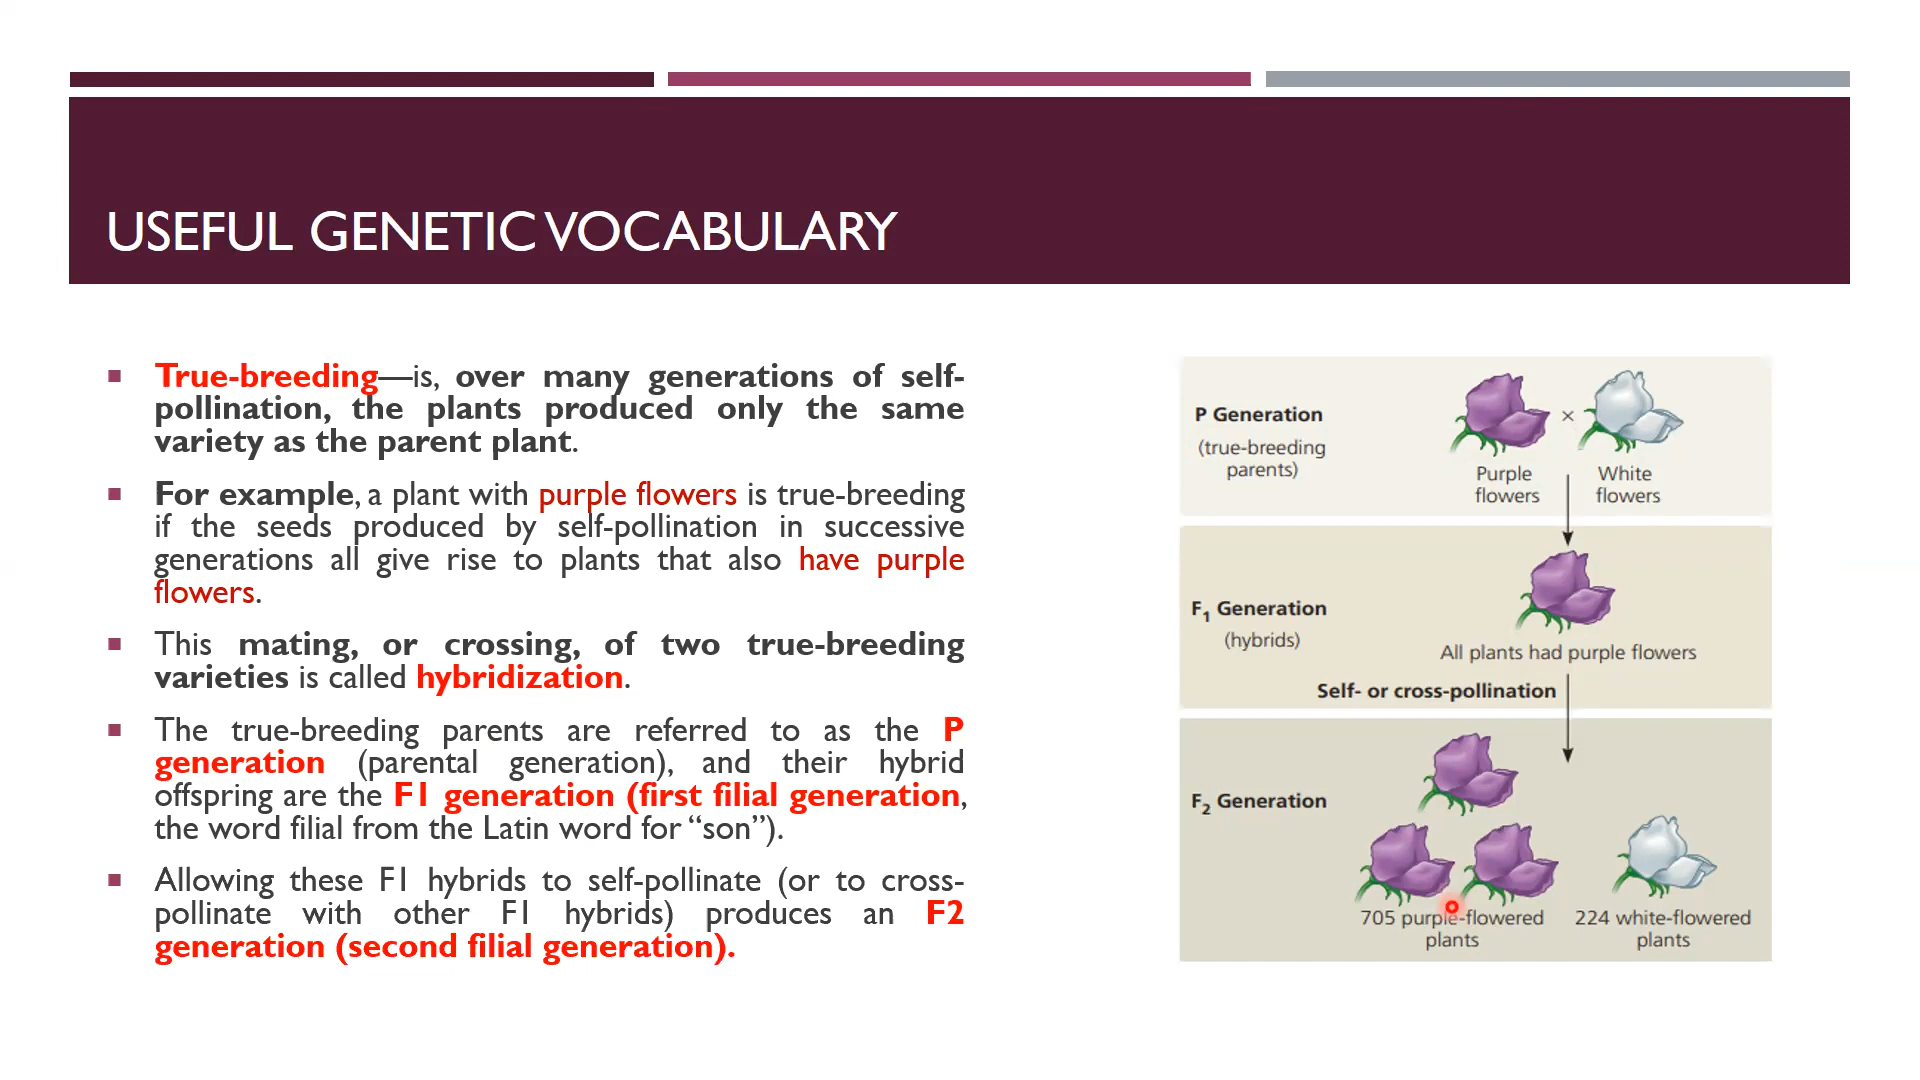 USEFUL GENETIC VOCABULARY
▪ True-breeding—is, over many generations of self-
pollination, the plants produced only the same
variety as the parent plant.
▪ For example, a plant with purple flowers is true-breeding
if the seeds produced by self-pollination in successive
generations all give rise to plants that also have purple
flowers.
▪ This mating, or crossing, of two true-breeding
varieties is called hybridization.
▪ The true-breeding parents are referred to as the P
generation (parental generation), and their hybrid
offspring are the F1 generation (first filial generation,
the word filial from the Latin word for “son”).
▪ Allowing these F1 hybrids to self-pollinate (or to cross-
pollinate with other F1 hybrids) produces an F2
generation (second filial generation).
P Generation
(true-breeding
parents)
×
Purple
flowers
White
flowers
F₁ Generation
(hybrids)
All plants had purple flowers
Self- or cross-pollination
F₂ Generation
705 purple-flowered
plants
224 white-flowered
plants